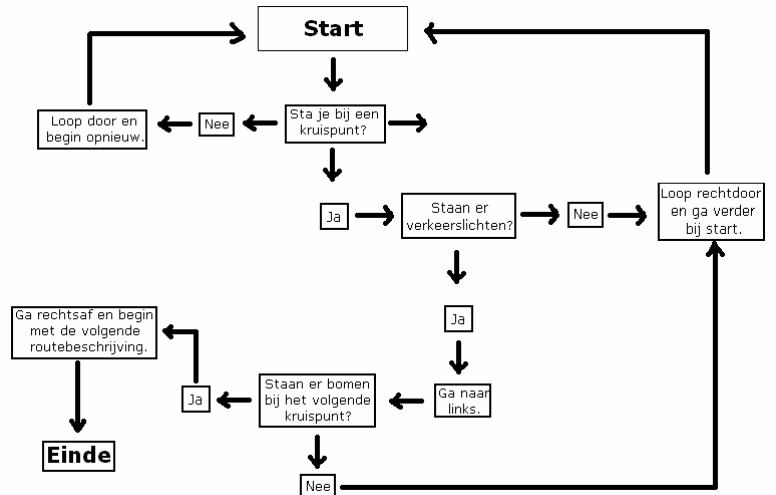 Start
Loop door en
begin opnieuw.
Nee
Sta je bij een
kruispunt?
Ja
Staan er
verkeerslichten?
Nee
Loop rechtdoor
en ga verder
bij start.
Ja
Ga naar
links.
Staan er bomen
bij het volgende
kruispunt?
Ja
Ga rechtsaf en begin
met de volgende
routebeschrijving.
Einde
Nee